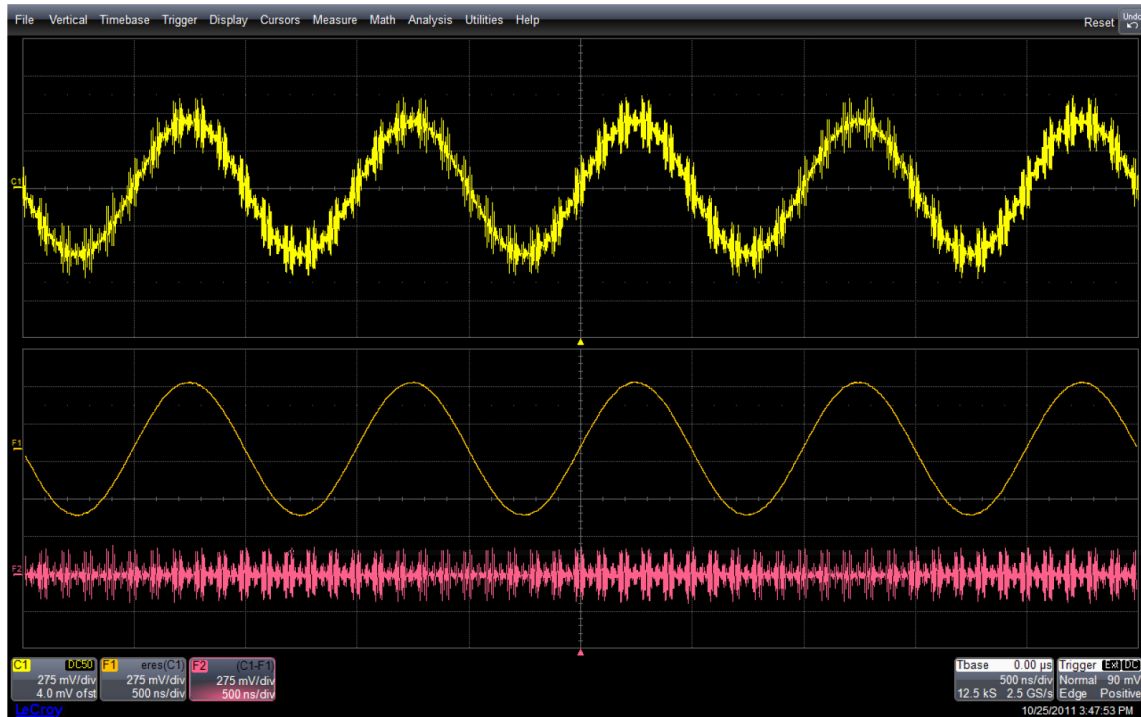 File Vertical Timebase Trigger Display Cursors Measure Math Analysis Utilities Help Reset Undo
C1
F1
F2
C1 DC50 F1 eres(C1) F2 (C1-F1) Tbase 0.00 µs Trigger Ext DC
275 mV/div 275 mV/div 275 mV/div 500 ns/div Normal 90 mV
4.0 mV ofst 500 ns/div 500 ns/div 12.5 kS 2.5 GS/s Edge Positive
LeCroy 10/25/2011 3:47:53 PM